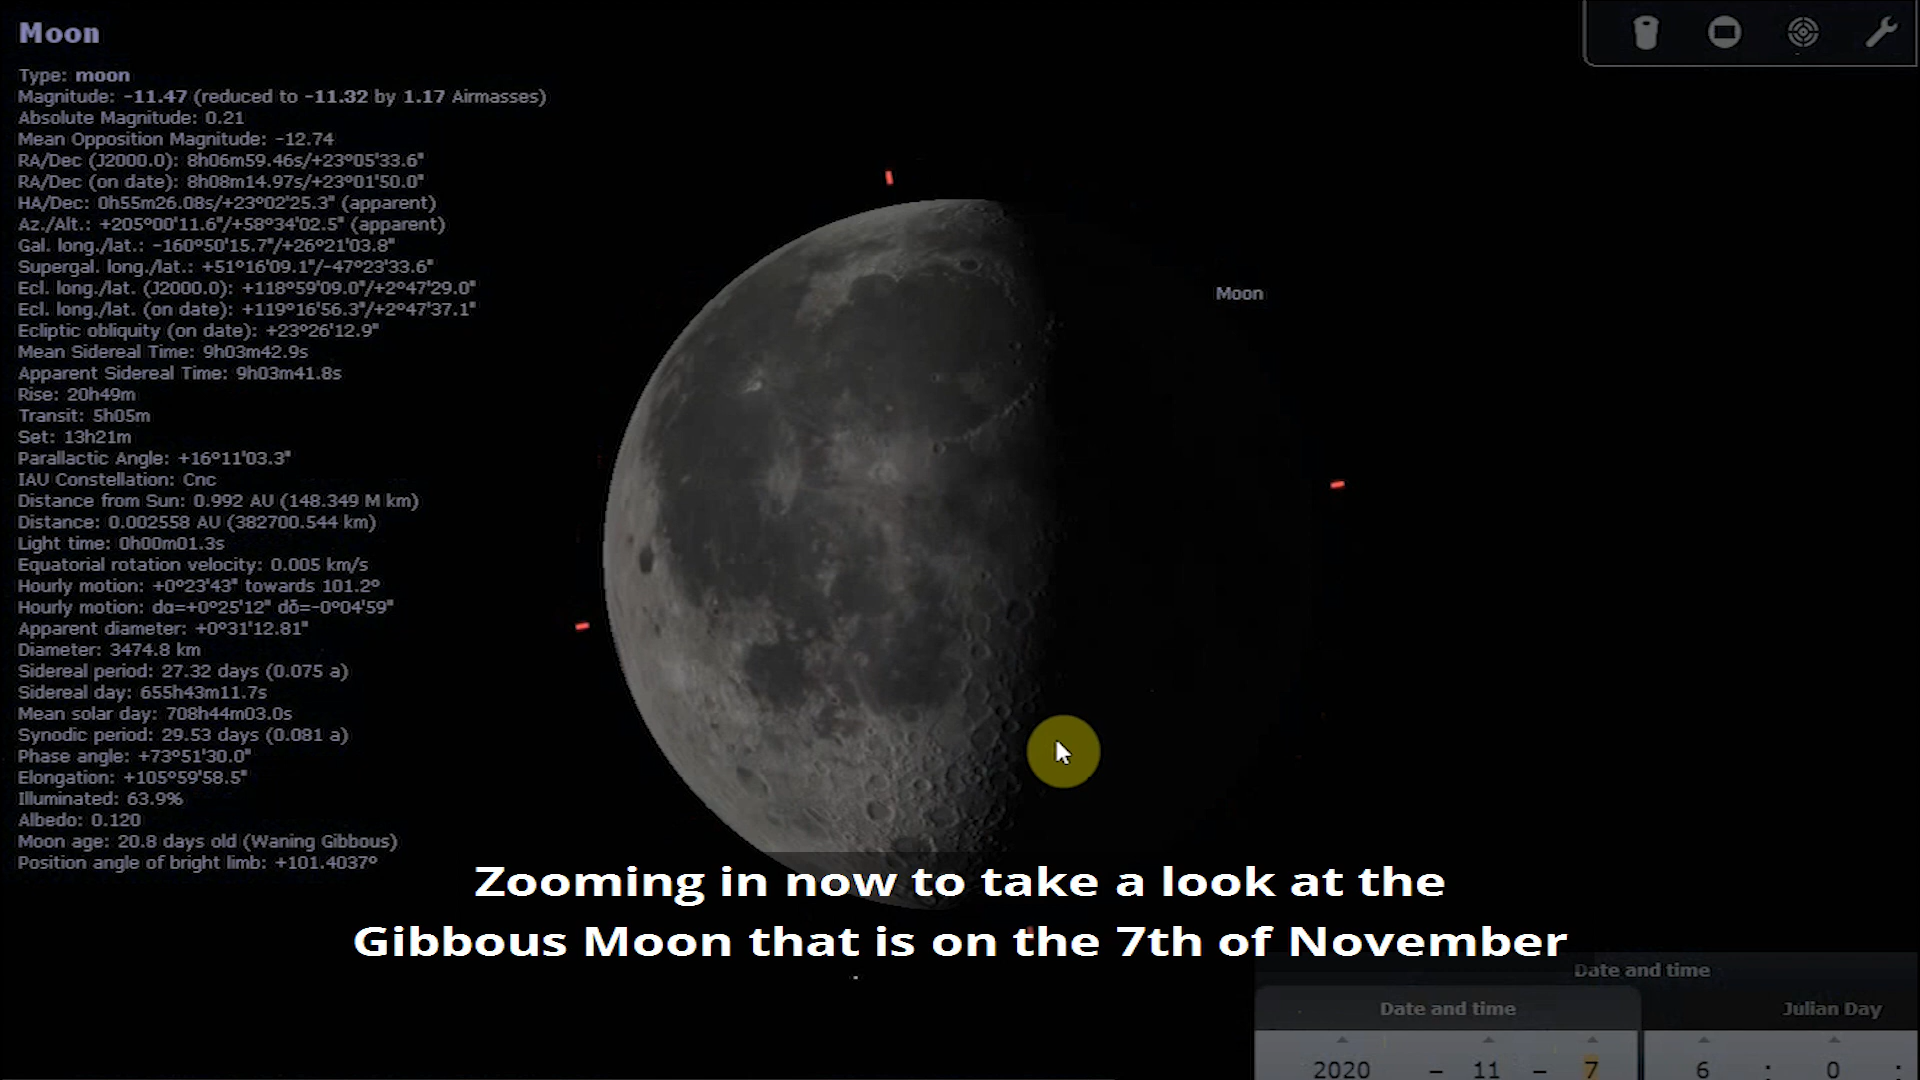 Moon
Type: moon
Magnitude: -11.47 (reduced to -11.32 by 1.17 Airmasses)
Absolute Magnitude: 0.21
Mean Opposition Magnitude: -12.74
RA/Dec (J2000.0): 8h06m59.46s/+23°05'33.6"
RA/Dec (on date): 8h08m14.97s/+23°01'50.0"
HA/Dec: 0h55m26.08s/+23°02'25.3" (apparent)
Az./Alt.: +205°00'11.6"/+58°34'02.5" (apparent)
Gal. long./lat.: -160°50'15.7"/+26°21'03.8"
Supergal. long./lat.: +51°16'09.1"/-47°23'33.6"
Ecl. long./lat. (J2000.0): +118°59'09.0"/+2°47'29.0"
Ecl. long./lat. (on date): +119°16'56.3"/+2°47'37.1"
Ecliptic obliquity (on date): +23°26'12.9"
Mean Sidereal Time: 9h03m42.9s
Apparent Sidereal Time: 9h03m41.8s
Rise: 20h49m
Transit: 5h05m
Set: 13h21m
Parallactic Angle: +16°11'03.3"
IAU Constellation: Cnc
Distance from Sun: 0.992 AU (148.349 M km)
Distance: 0.002558 AU (382700.544 km)
Light time: 0h00m01.3s
Equatorial rotation velocity: 0.005 km/s
Hourly motion: +0°23'43" towards 101.2°
Hourly motion: dα=+0°25'12" dδ=-0°04'59"
Apparent diameter: +0°31'12.81"
Diameter: 3474.8 km
Sidereal period: 27.32 days (0.075 a)
Sidereal day: 655h43m11.7s
Mean solar day: 708h44m03.0s
Synodic period: 29.53 days (0.081 a)
Phase angle: +73°51'30.0"
Elongation: +105°59'58.5"
Illuminated: 63.9%
Albedo: 0.120
Moon age: 20.8 days old (Waning Gibbous)
Position angle of bright limb: +101.4037°
Moon
Zooming in now to take a look at the
Gibbous Moon that is on the 7th of November
Date and time
Date and time Julian Day
2020 - 11 - 7 6 : 0 :